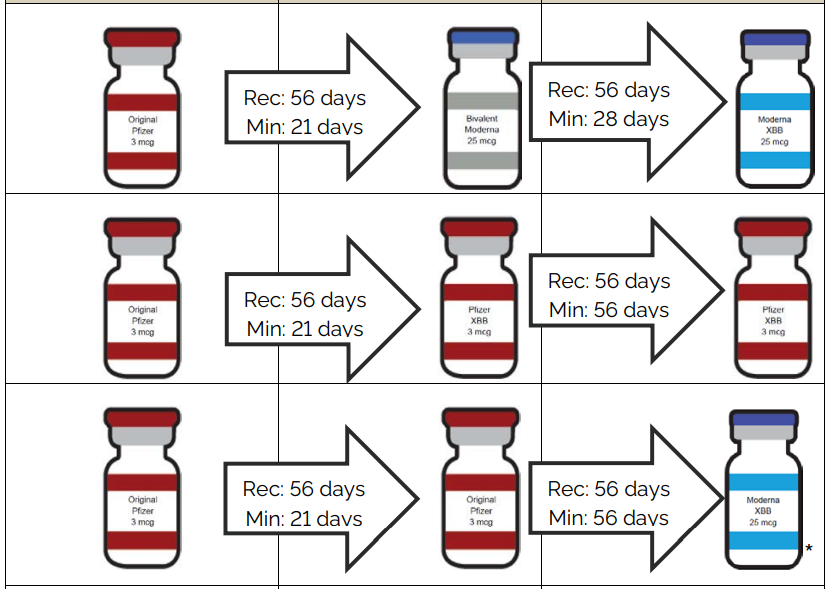 Original
Pfizer
3 mcg
Rec: 56 days
Min: 21 days
Bivalent
Moderna
25 mcg
Rec: 56 days
Min: 28 days
Moderna
XBB
25 mcg
Original
Pfizer
3 mcg
Rec: 56 days
Min: 21 days
Pfizer
XBB
3 mcg
Rec: 56 days
Min: 56 days
Pfizer
XBB
3 mcg
Original
Pfizer
3 mcg
Rec: 56 days
Min: 21 days
Original
Pfizer
3 mcg
Rec: 56 days
Min: 56 days
Moderna
XBB
25 mcg
*